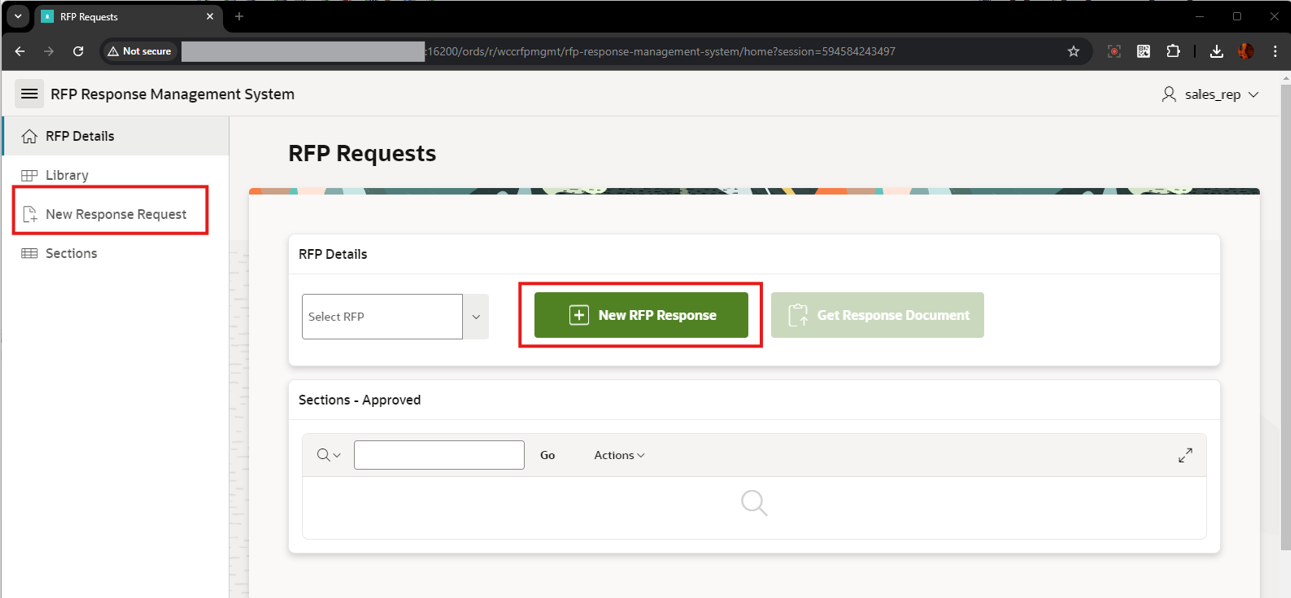 RFP Requests
Not secure
:16200/ords/r/wccrfpmgmt/rfp-response-management-system/home?session=594584243497
RFP Response Management System
sales_rep
RFP Details
Library
New Response Request
Sections
RFP Requests
RFP Details
Select RFP
New RFP Response
Get Response Document
Sections - Approved
Go
Actions